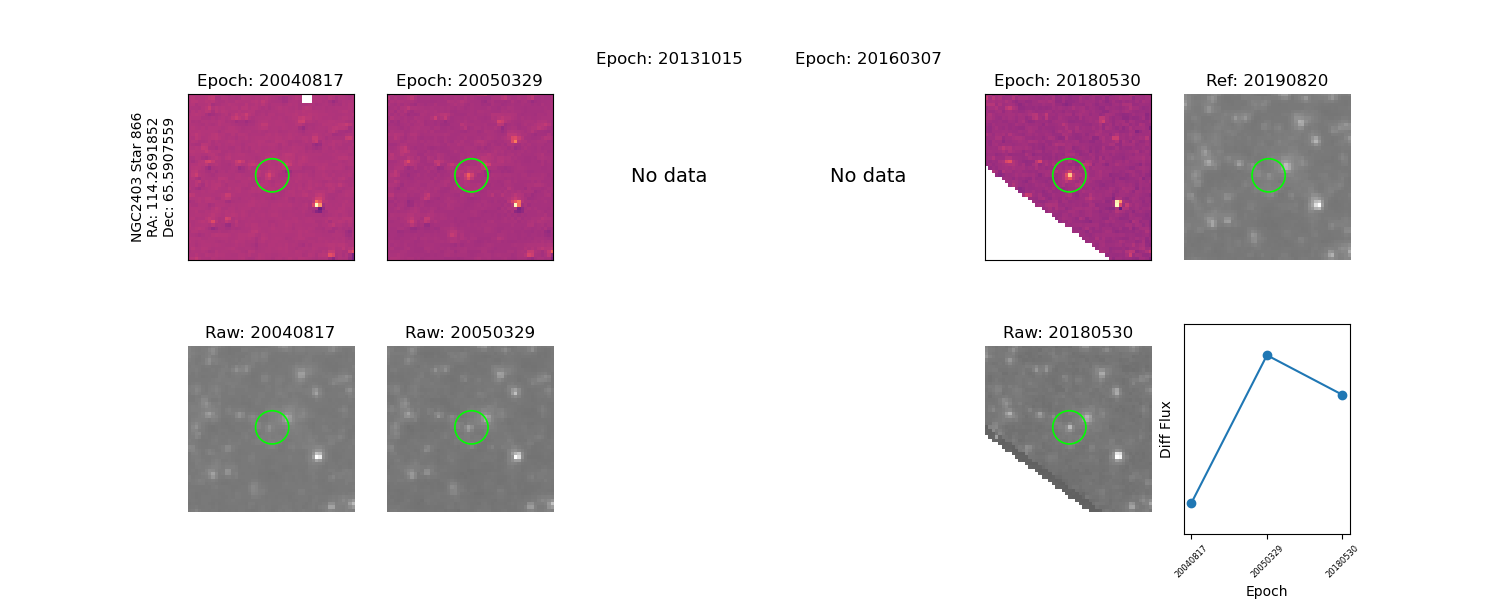 Epoch: 20040817
Epoch: 20050329
Epoch: 20131015
Epoch: 20160307
Epoch: 20180530
Ref: 20190820
NGC2403 Star 866
RA: 114.2691852
Dec: 65.5907559
No data
No data
Raw: 20040817
Raw: 20050329
Raw: 20180530
Diff Flux
20040817
20050329
20180530
Epoch